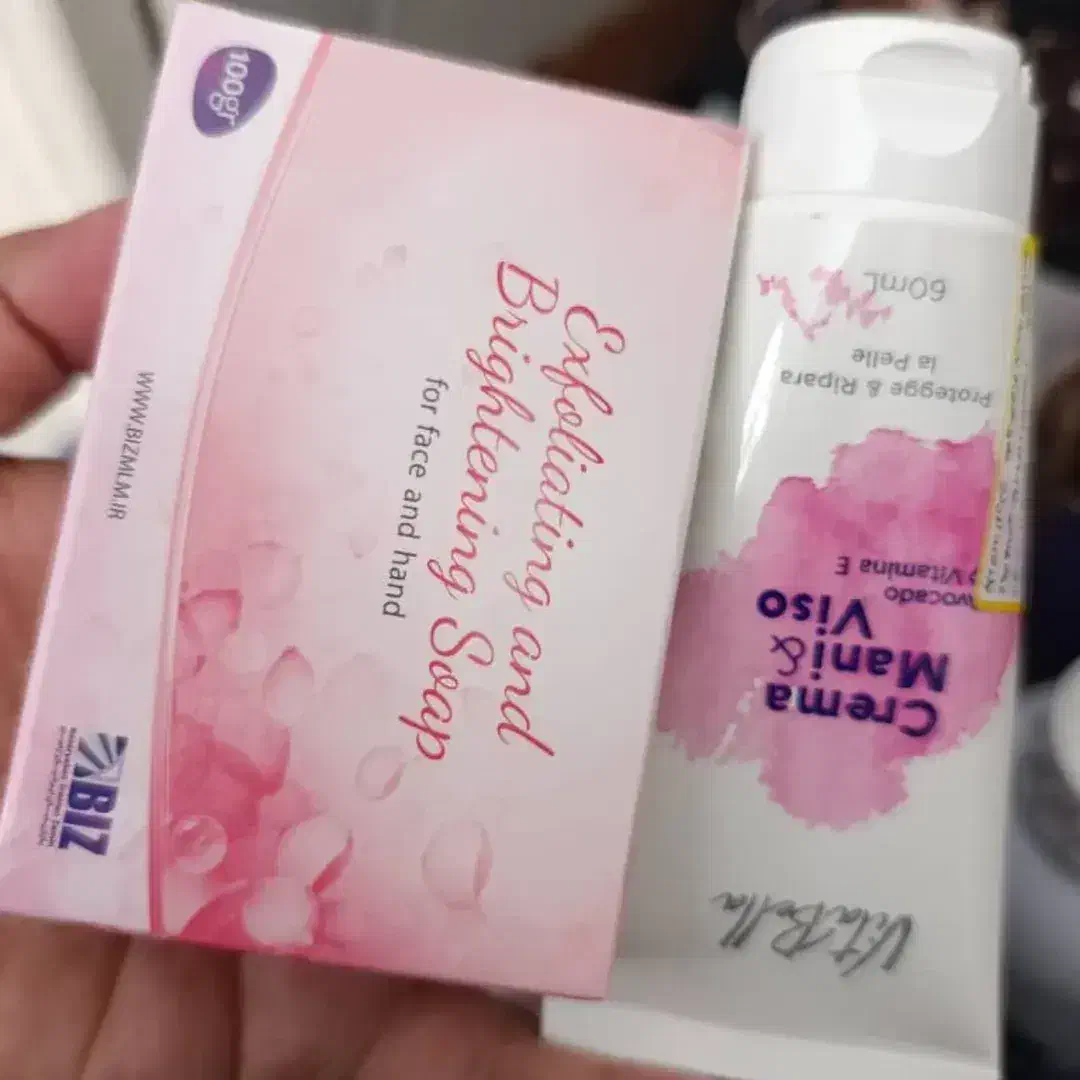 100gr
Exfoliating and
Brightening Soap
for face and hand
WWW.BIZMLM.IR
BIZ
VitaBella
Crema
Mani &
Viso
Avocado
Vitamina E
Protegge & Ripara
la Pelle
60mL